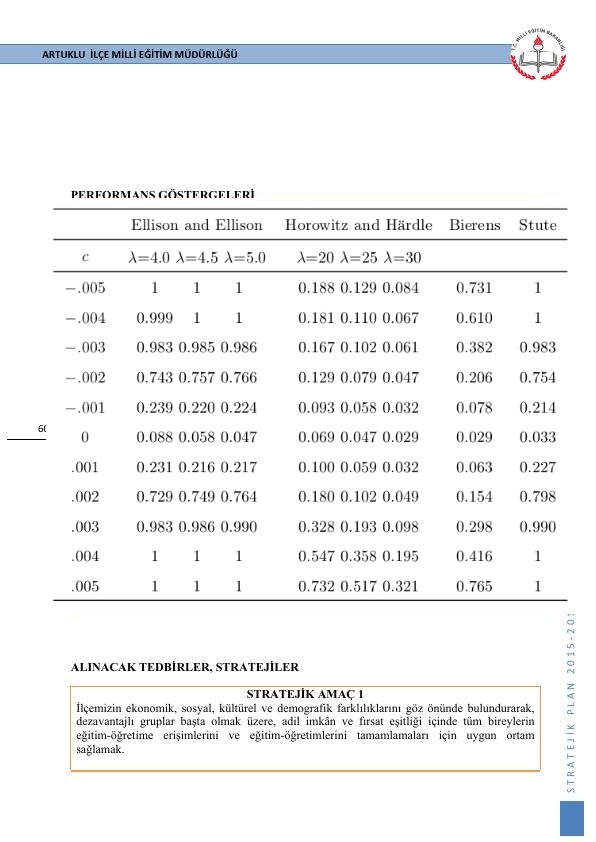 ARTUKLU İLÇE MİLLİ EĞİTİM MÜDÜRLÜĞÜ
T.C. MİLLİ EĞİTİM BAKANLIĞI
PERFORMANS GÖSTERGELERİ
Ellison and Ellison Horowitz and Härdle Bierens Stute
c λ=4.0 λ=4.5 λ=5.0 λ=20 λ=25 λ=30
−.005 1 1 1 0.188 0.129 0.084 0.731 1
−.004 0.999 1 1 0.181 0.110 0.067 0.610 1
−.003 0.983 0.985 0.986 0.167 0.102 0.061 0.382 0.983
−.002 0.743 0.757 0.766 0.129 0.079 0.047 0.206 0.754
−.001 0.239 0.220 0.224 0.093 0.058 0.032 0.078 0.214
60
0 0.088 0.058 0.047 0.069 0.047 0.029 0.029 0.033
.001 0.231 0.216 0.217 0.100 0.059 0.032 0.063 0.227
.002 0.729 0.749 0.764 0.180 0.102 0.049 0.154 0.798
.003 0.983 0.986 0.990 0.328 0.193 0.098 0.298 0.990
.004 1 1 1 0.547 0.358 0.195 0.416 1
.005 1 1 1 0.732 0.517 0.321 0.765 1
ALINACAK TEDBİRLER, STRATEJİLER
STRATEJİK AMAÇ 1
İlçemizin ekonomik, sosyal, kültürel ve demografik farklılıklarını göz önünde bulundurarak,
dezavantajlı gruplar başta olmak üzere, adil imkân ve fırsat eşitliği içinde tüm bireylerin
eğitim-öğretime erişimlerini ve eğitim-öğretimlerini tamamlamaları için uygun ortam
sağlamak.
STRATEJİK PLAN 2015-201